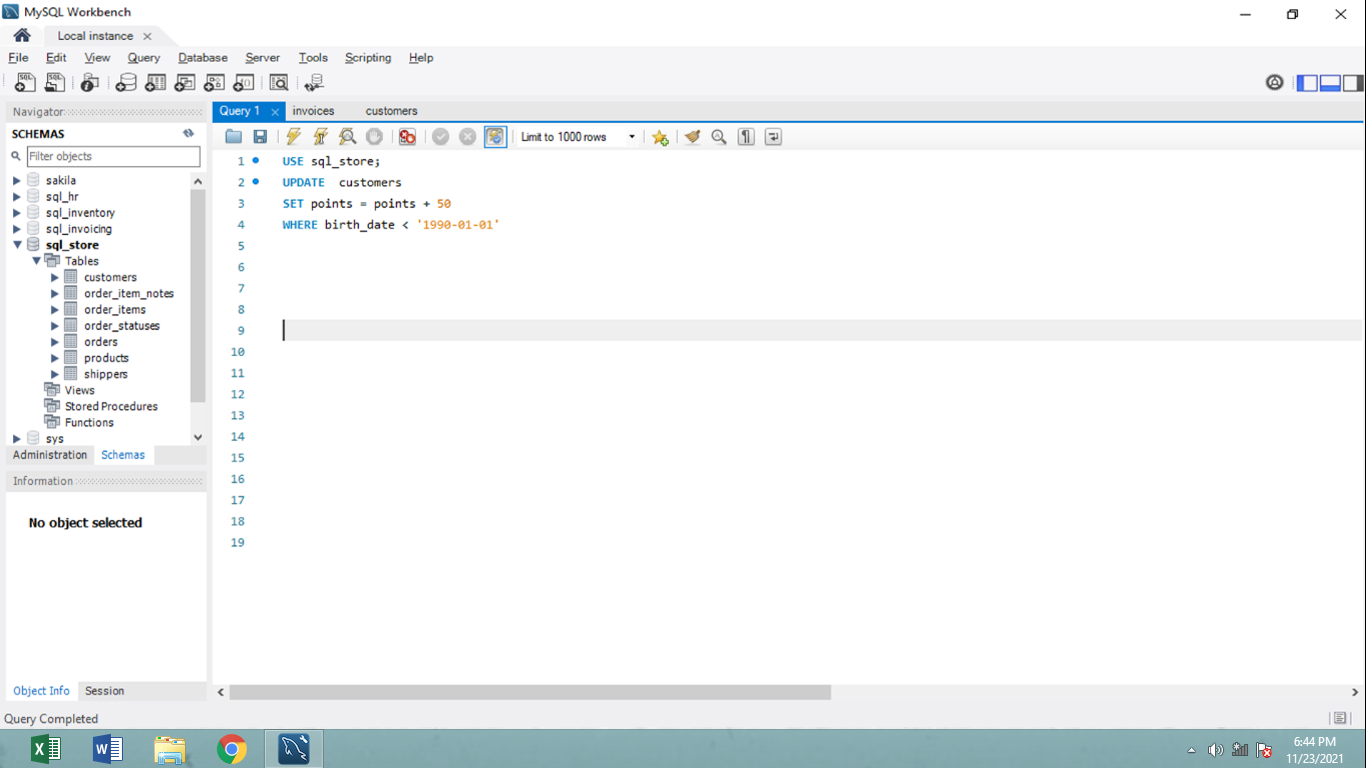 MySQL Workbench
Local instance
File Edit View Query Database Server Tools Scripting Help
Navigator
SCHEMAS
Filter objects
sakila
sql_hr
sql_inventory
sql_invoicing
sql_store
Tables
customers
order_item_notes
order_items
order_statuses
orders
products
shippers
Views
Stored Procedures
Functions
sys
Administration Schemas
Information
No object selected
Object Info Session
Query 1 invoices customers
Limit to 1000 rows
1 USE sql_store;
2 UPDATE customers
3 SET points = points + 50
4 WHERE birth_date < '1990-01-01'
5
6
7
8
9
10
11
12
13
14
15
16
17
18
19
Query Completed
6:44 PM
11/23/2021